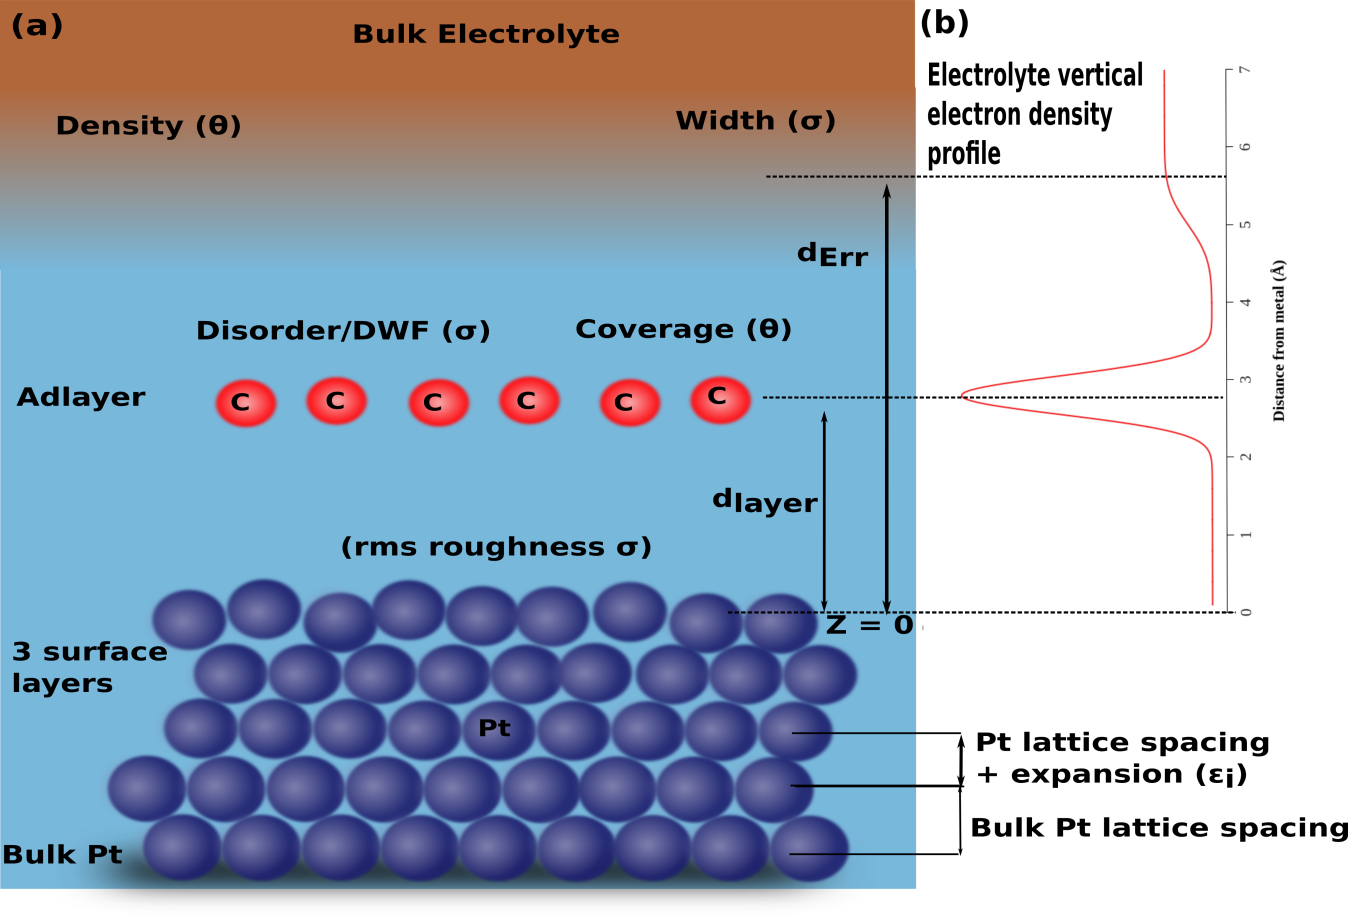 (a)
Bulk Electrolyte
Density (θ)
Width (σ)
dErr
Disorder/DWF (σ)
Coverage (θ)
Adlayer
C C C C C C
dlayer
(rms roughness σ)
Z = 0
3 surface
layers
Pt
Bulk Pt
(b)
Electrolyte vertical
electron density
profile
7
6
5
4
3
2
1
0
Distance from metal (Å)
Pt lattice spacing
+ expansion (εi)
Bulk Pt lattice spacing